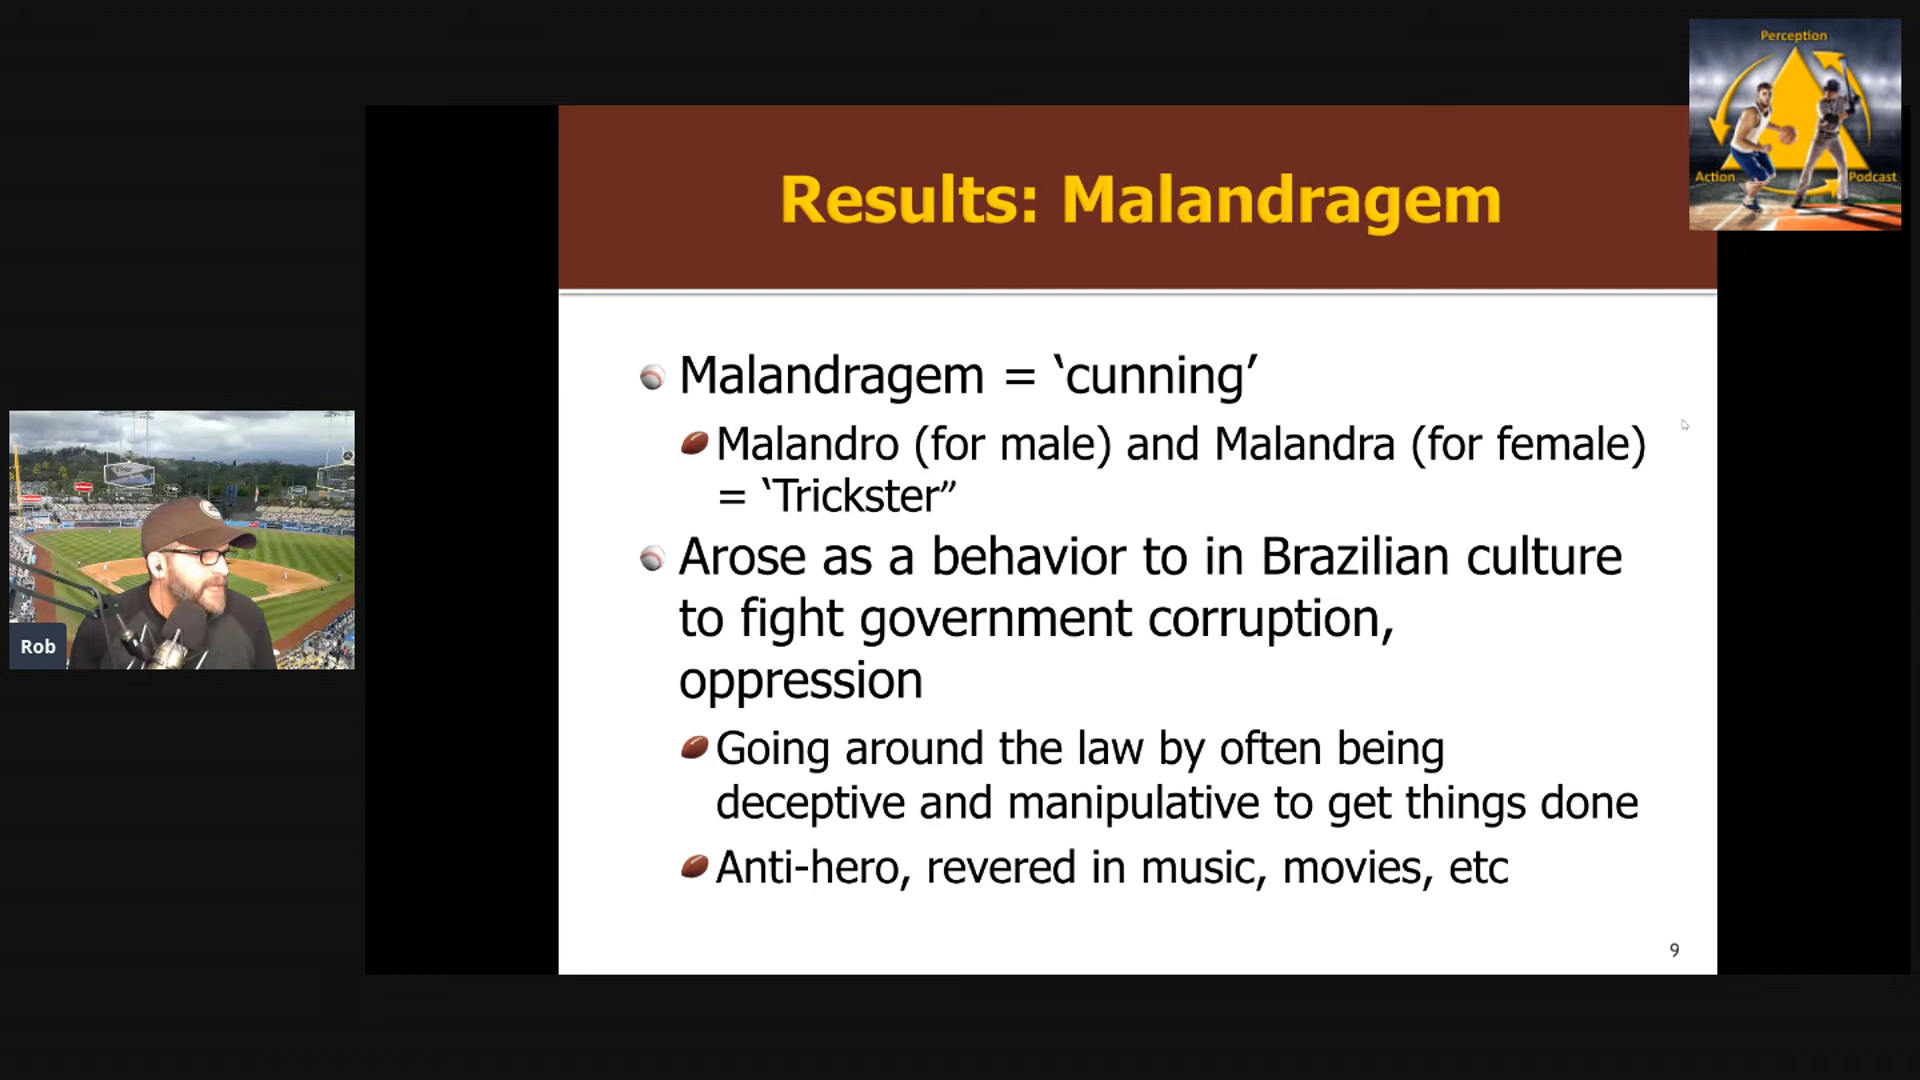 Perception
Action
Podcast
Results: Malandragem
Malandragem = ‘cunning’
Malandro (for male) and Malandra (for female)
= ‘Trickster”
Arose as a behavior to in Brazilian culture
to fight government corruption,
oppression
Going around the law by often being
deceptive and manipulative to get things done
Anti-hero, revered in music, movies, etc
9
Rob